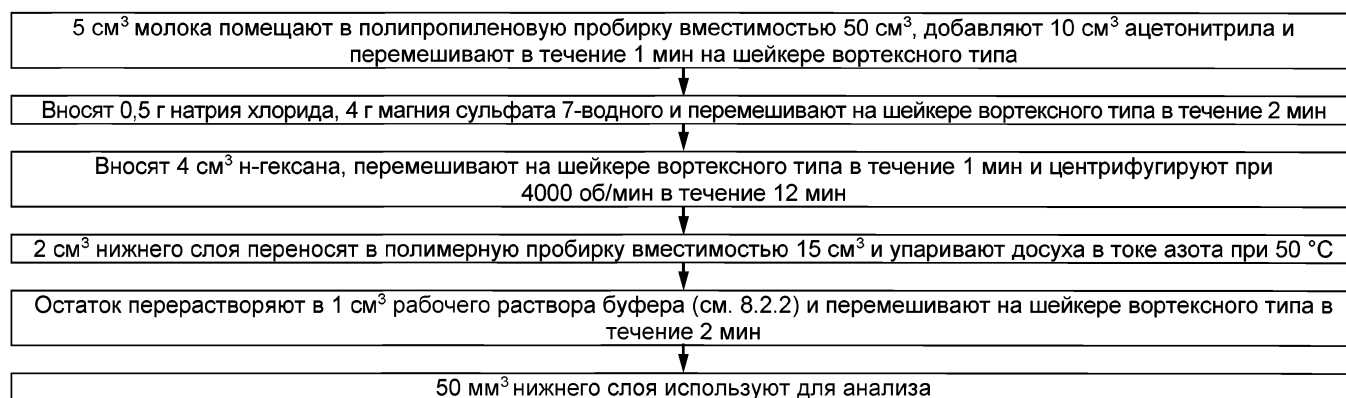 5 см³ молока помещают в полипропиленовую пробирку вместимостью 50 см³, добавляют 10 см³ ацетонитрила и
перемешивают в течение 1 мин на шейкере вортексного типа
Вносят 0,5 г натрия хлорида, 4 г магния сульфата 7-водного и перемешивают на шейкере вортексного типа в течение 2 мин
Вносят 4 см³ н-гексана, перемешивают на шейкере вортексного типа в течение 1 мин и центрифугируют при
4000 об/мин в течение 12 мин
2 см³ нижнего слоя переносят в полимерную пробирку вместимостью 15 см³ и упаривают досуха в токе азота при 50 °С
Остаток перерастворяют в 1 см³ рабочего раствора буфера (см. 8.2.2) и перемешивают на шейкере вортексного типа в
течение 2 мин
50 мм³ нижнего слоя используют для анализа